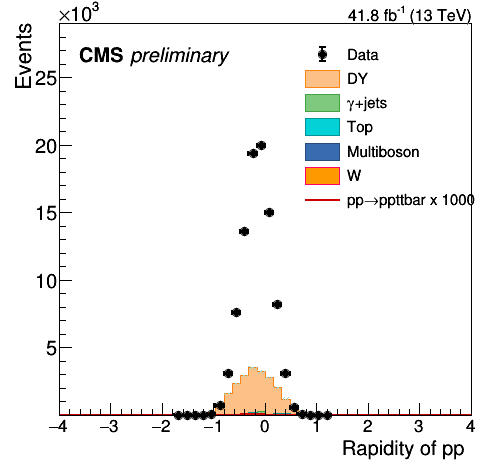 ×10³
41.8 fb⁻¹ (13 TeV)
Events
CMS preliminary
Data
DY
γ+jets
Top
Multiboson
W
pp→ppttbar x 1000
25
20
15
10
5
−4 −3 −2 −1 0 1 2 3 4
Rapidity of pp